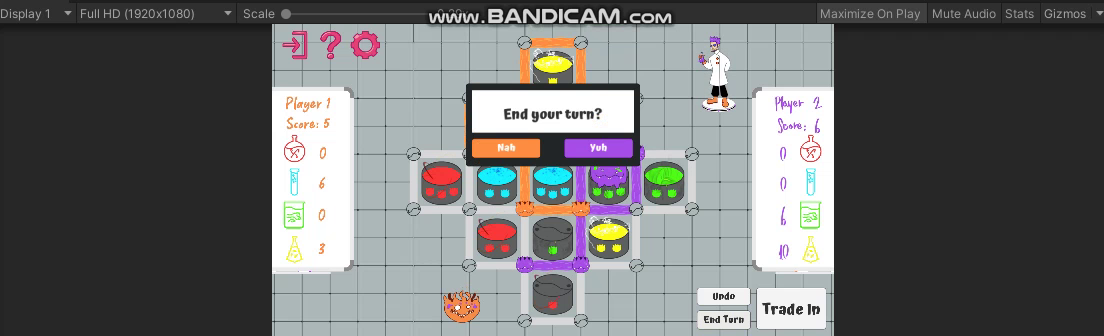 Display 1
Full HD (1920x1080)
Scale
www.BANDICAM.com
Maximize On Play
Mute Audio
Stats
Gizmos
Player 1
Score: 5
0
6
0
3
End your turn?
Nah
Yuh
Player 2
Score: 6
0
0
6
10
Undo
End Turn
Trade In